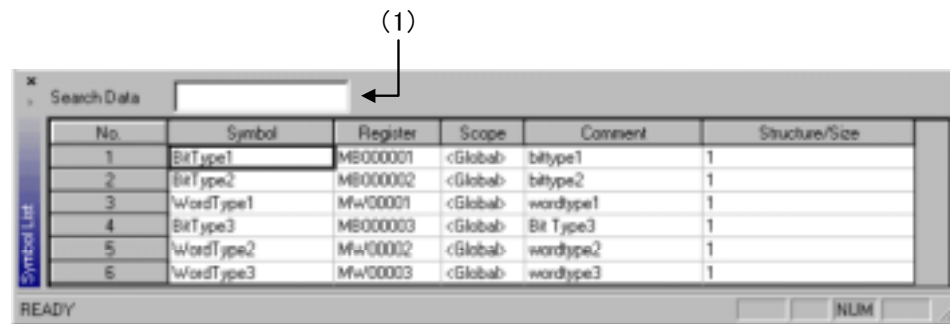 (1)
Search Data
No. Symbol Register Scope Comment Structure/Size
1 BitType1 MB000001 <Global> bittype1 1
2 BitType2 MB000002 <Global> bittype2 1
3 WordType1 MW00001 <Global> wordtype1 1
4 BitType3 MB000003 <Global> Bit Type3 1
5 WordType2 MW00002 <Global> wordtype2 1
6 WordType3 MW00003 <Global> wordtype3 1
Symbol List
READY NUM